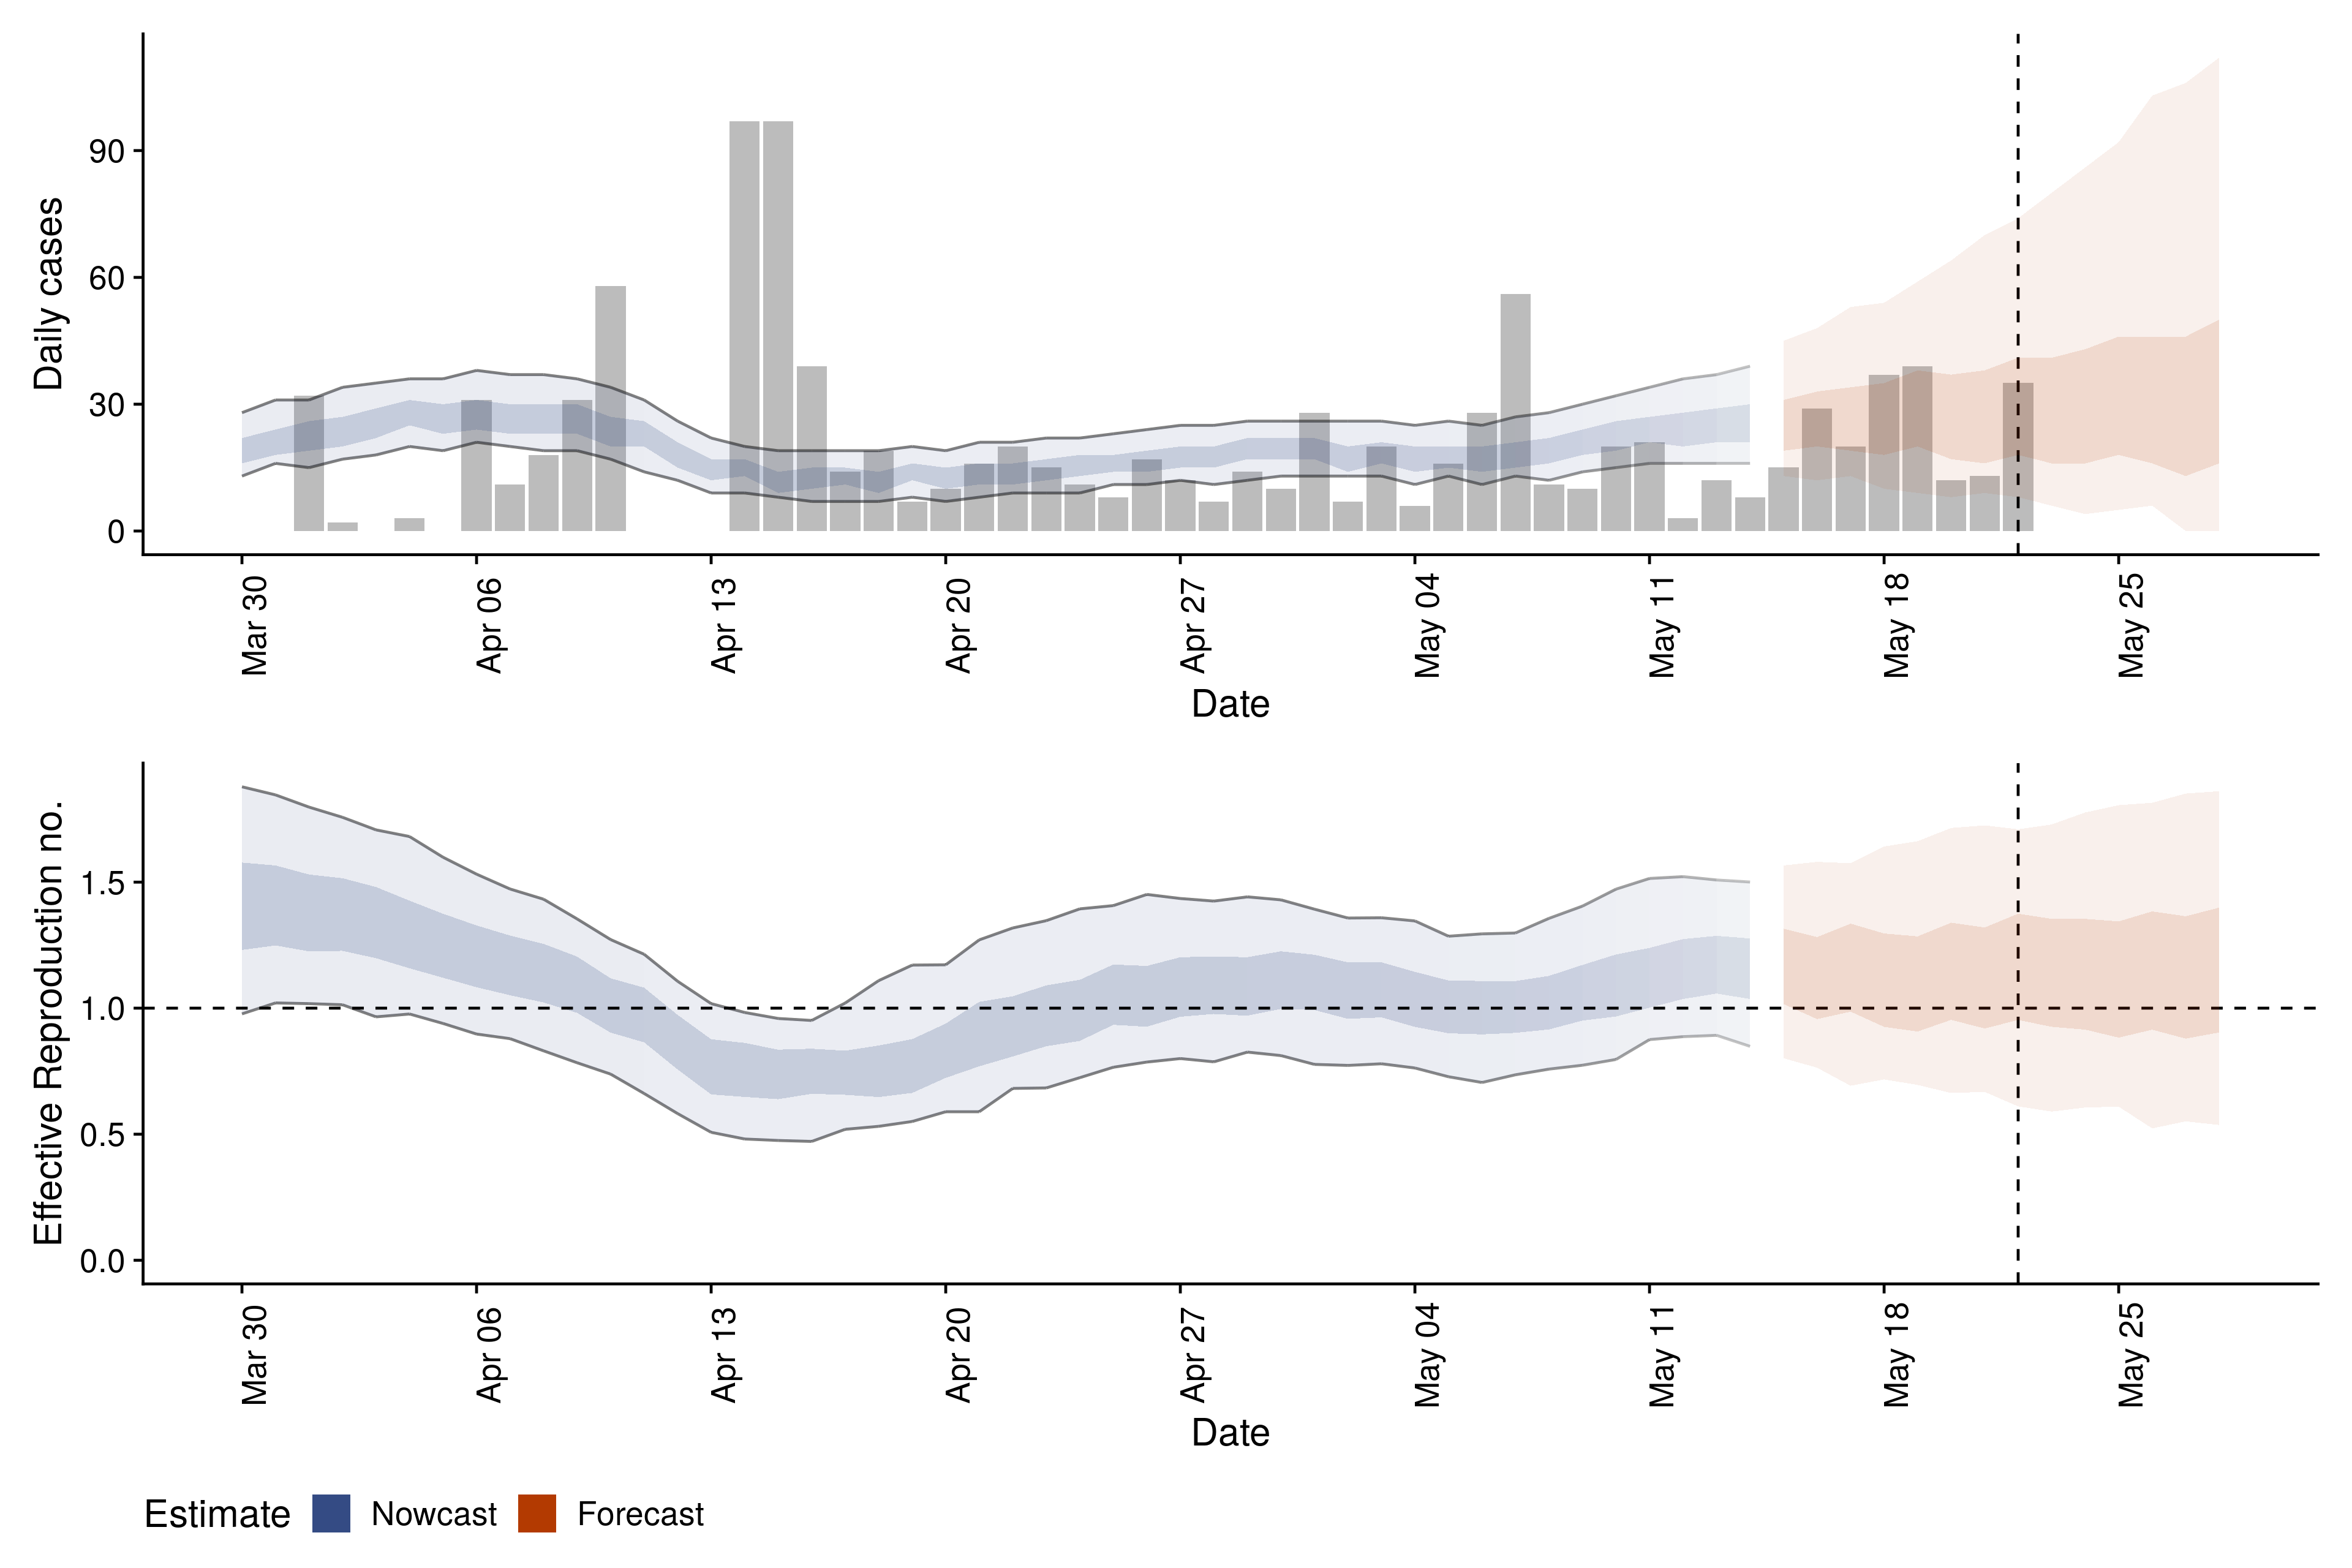 Daily cases
90
60
30
0
Mar 30
Apr 06
Apr 13
Apr 20
Apr 27
May 04
May 11
May 18
May 25
Date
Effective Reproduction no.
1.5
1.0
0.5
0.0
Mar 30
Apr 06
Apr 13
Apr 20
Apr 27
May 04
May 11
May 18
May 25
Date
Estimate Nowcast Forecast